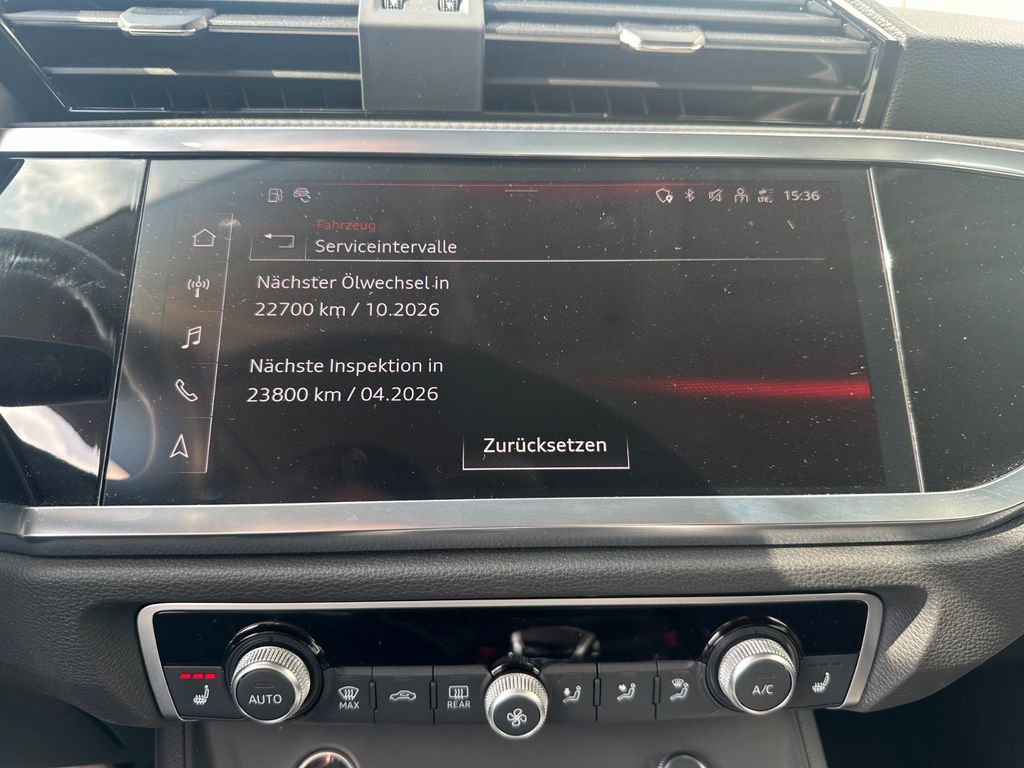 LTE
15:36
Fahrzeug
Serviceintervalle
Nächster Ölwechsel in
22700 km / 10.2026
Nächste Inspektion in
23800 km / 04.2026
Zurücksetzen
AUTO
MAX
REAR
A/C